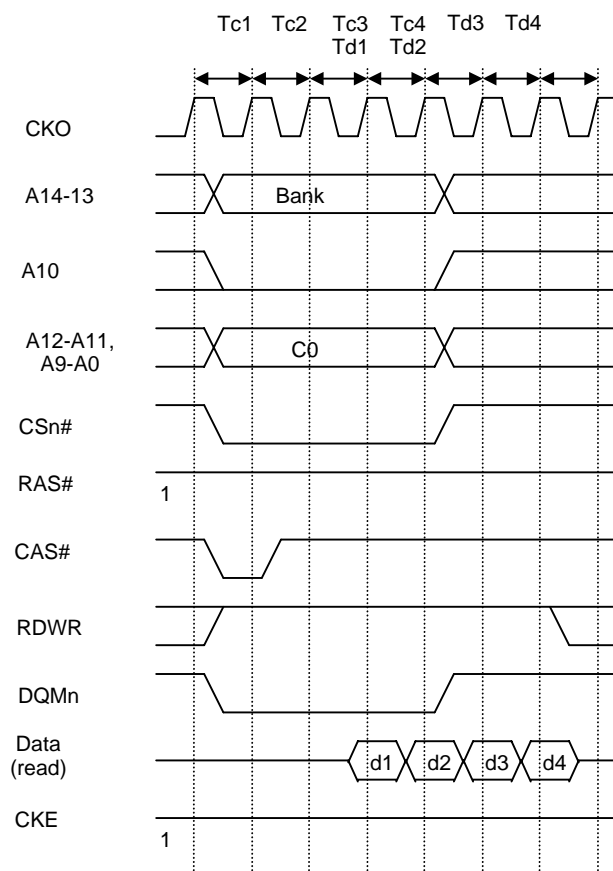 Tc1 Tc2 Tc3 Tc4 Td3 Td4
Td1 Td2
CKO
A14-13
Bank
A10
A12-A11,
A9-A0
C0
CSn#
RAS#
1
CAS#
RDWR
DQMn
Data
(read)
d1 d2 d3 d4
CKE
1